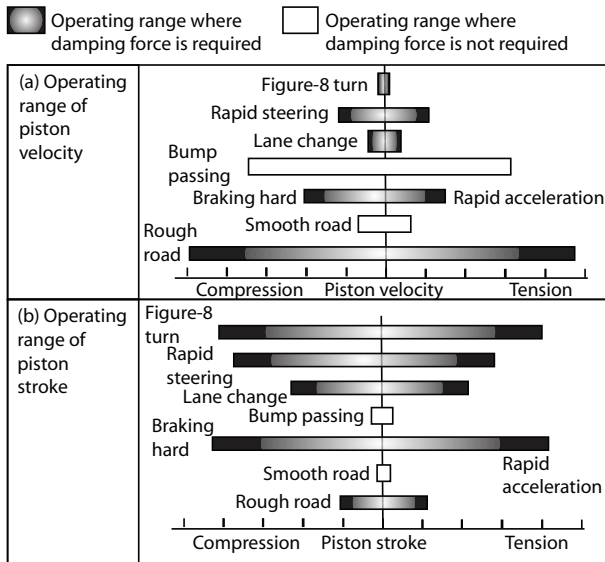 Operating range where
damping force is required
Operating range where
damping force is not required
(a) Operating
range of
piston
velocity
Figure-8 turn
Rapid steering
Lane change
Bump
passing
Braking hard
Rapid acceleration
Smooth road
Rough
road
Compression
Piston velocity
Tension
(b) Operating
range of
piston
stroke
Figure-8
turn
Rapid
steering
Lane change
Bump passing
Braking
hard
Rapid
acceleration
Smooth road
Rough road
Compression
Piston stroke
Tension